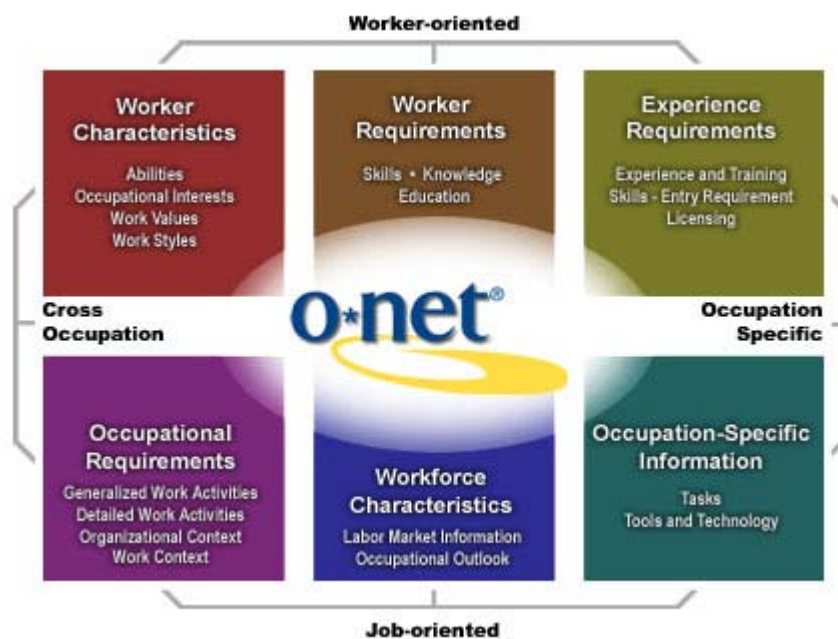 Worker-oriented
Worker
Characteristics
Abilities
Occupational Interests
Work Values
Work Styles
Worker
Requirements
Skills • Knowledge
Education
Experience
Requirements
Experience and Training
Skills - Entry Requirement
Licensing
Cross
Occupation
o*net®
Occupation
Specific
Occupational
Requirements
Generalized Work Activities
Detailed Work Activities
Organizational Context
Work Context
Workforce
Characteristics
Labor Market Information
Occupational Outlook
Occupation-Specific
Information
Tasks
Tools and Technology
Job-oriented